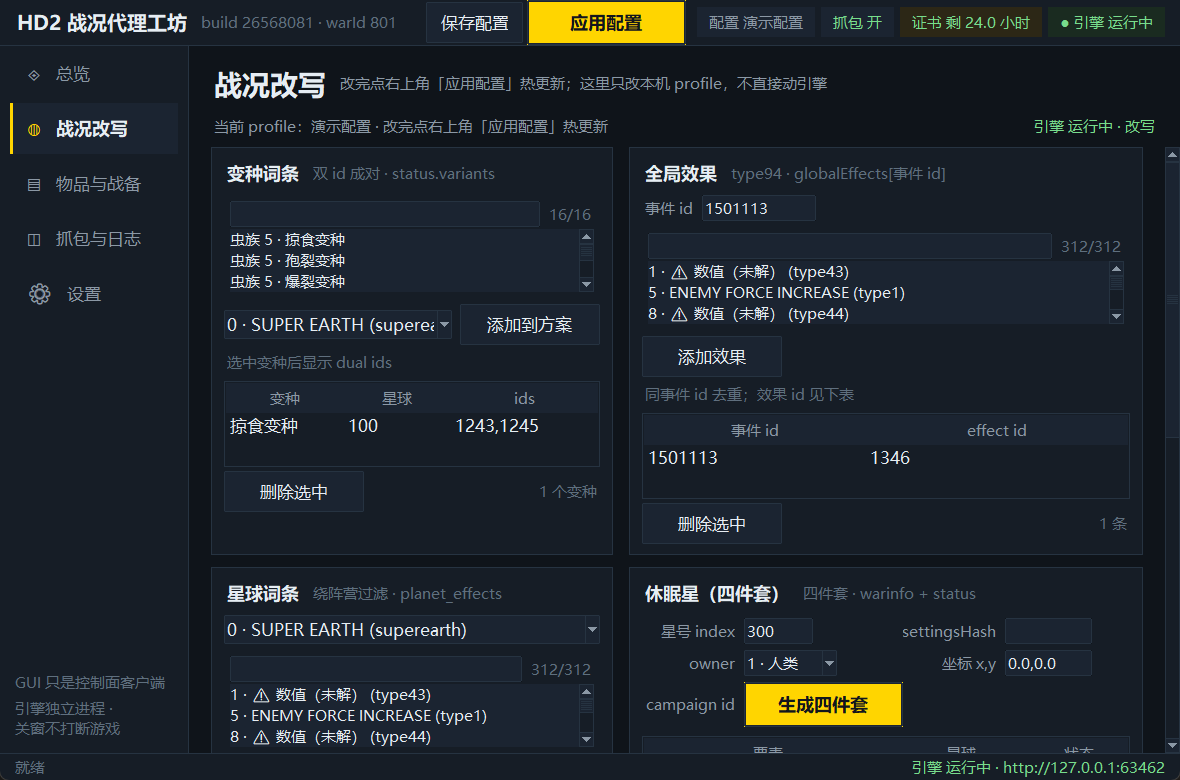 HD2 战况代理工坊 build 26568081 · warId 801 保存配置 应用配置 配置 演示配置 抓包 开 证书 剩 24.0 小时 ● 引擎 运行中
总览
战况改写
物品与战备
抓包与日志
设置
GUI 只是控制面客户端
引擎独立进程 ·
关窗不打断游戏
战况改写 改完点右上角「应用配置」热更新；这里只改本机 profile，不直接动引擎
当前 profile：演示配置 · 改完点右上角「应用配置」热更新 引擎 运行中 · 改写
变种词条 双 id 成对 · status.variants
16/16
虫族 5 · 掠食变种
虫族 5 · 孢裂变种
虫族 5 · 爆裂变种
0 · SUPER EARTH (superea 添加到方案
选中变种后显示 dual ids
变种 星球 ids
掠食变种 100 1243,1245
删除选中 1 个变种
全局效果 type94 · globalEffects[事件 id]
事件 id 1501113
312/312
1 · ⚠ 数值（未解） (type43)
5 · ENEMY FORCE INCREASE (type1)
8 · ⚠ 数值（未解） (type44)
添加效果
同事件 id 去重；效果 id 见下表
事件 id effect id
1501113 1346
删除选中 1 条
星球词条 绕阵营过滤 · planet_effects
0 · SUPER EARTH (superearth)
312/312
1 · ⚠ 数值（未解） (type43)
5 · ENEMY FORCE INCREASE (type1)
8 · ⚠ 数值（未解） (type44)
休眠星（四件套） 四件套 · warinfo + status
星号 index 300 settingsHash
owner 1 · 人类 坐标 x,y 0.0,0.0
campaign id 生成四件套
要素 星球 状态
就绪 引擎 运行中 · http://127.0.0.1:63462